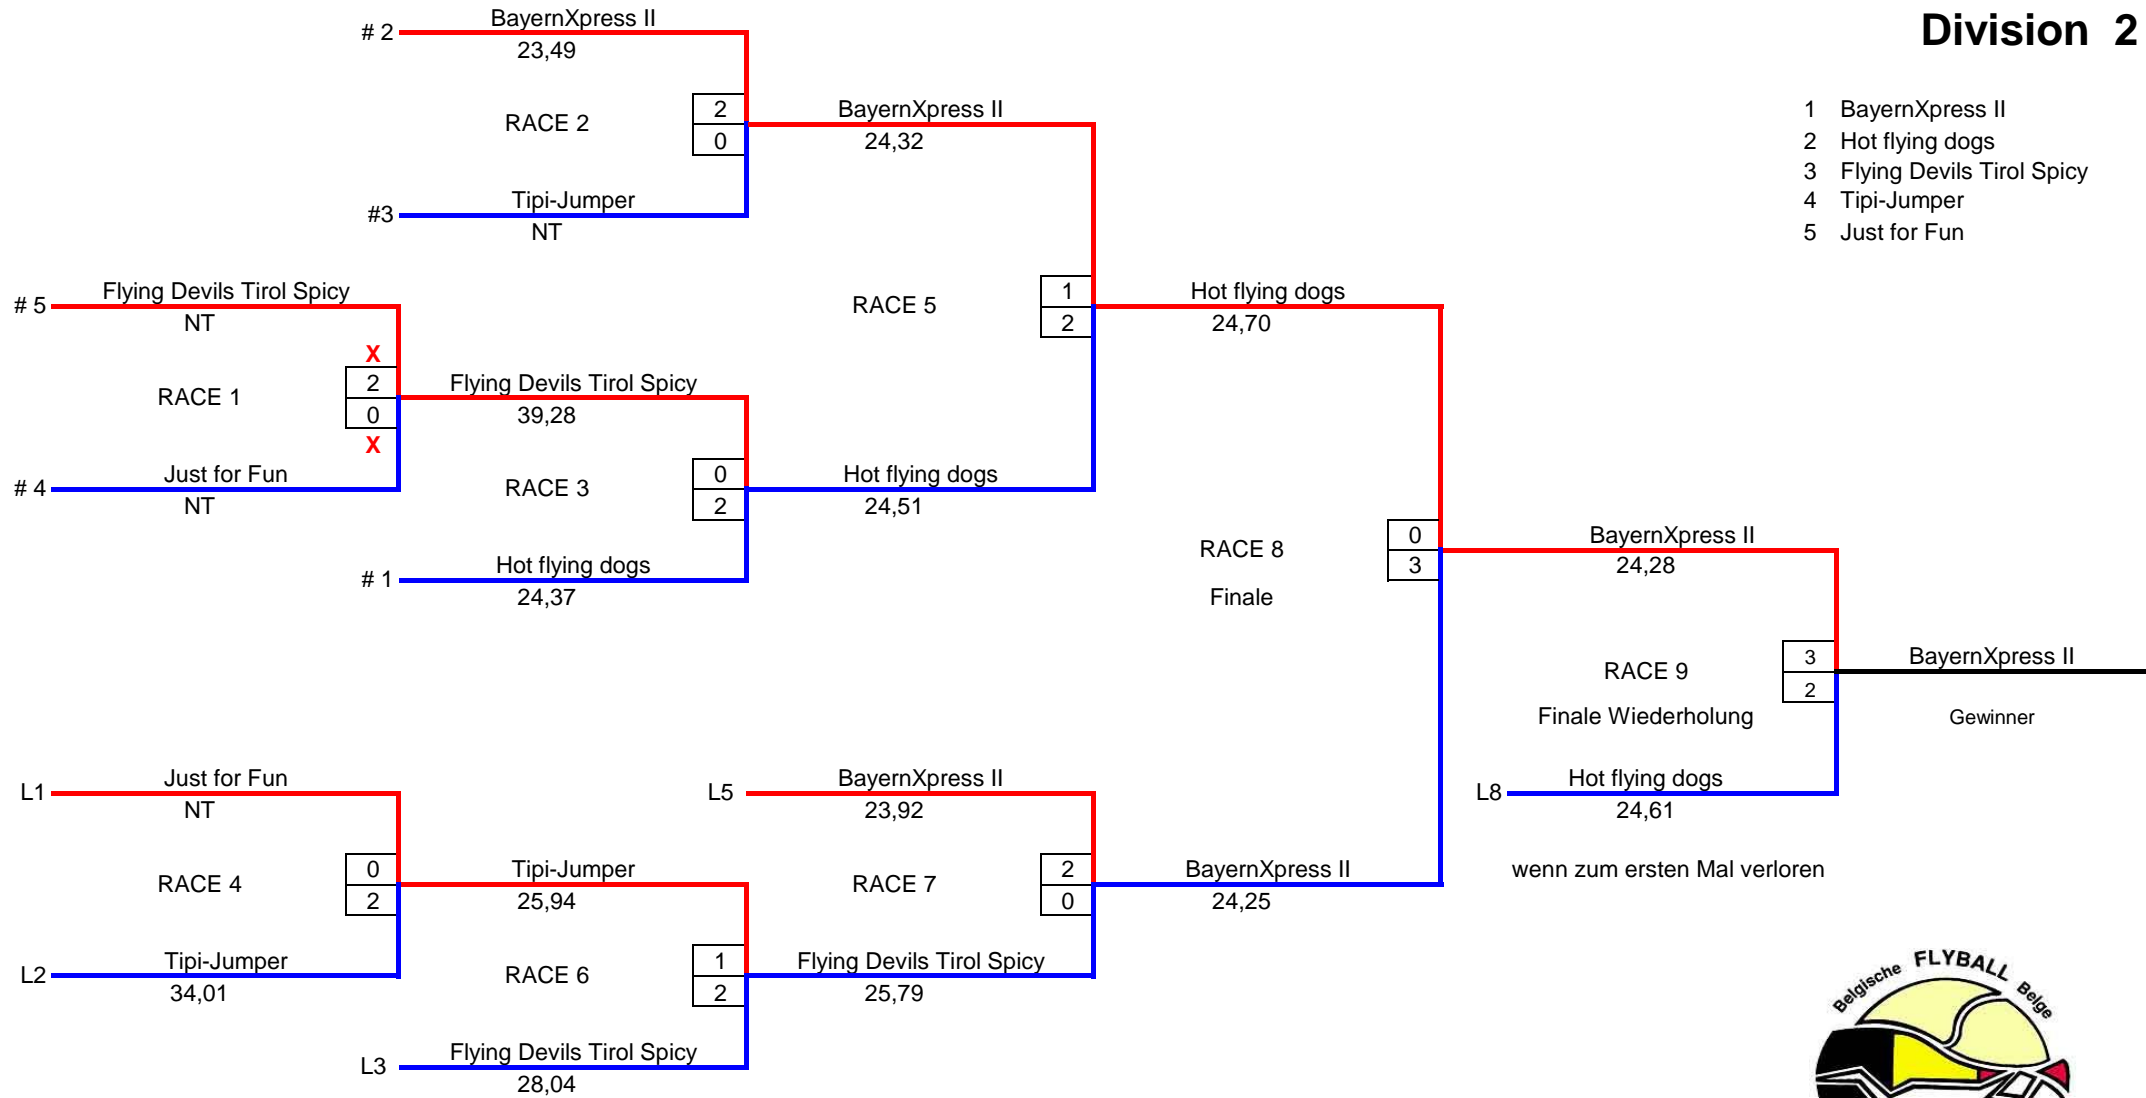 Division 2
# 2
BayernXpress II
23,49
RACE 2
2
0
BayernXpress II
24,32
#3
Tipi-Jumper
NT
1 BayernXpress II
2 Hot flying dogs
3 Flying Devils Tirol Spicy
4 Tipi-Jumper
5 Just for Fun
# 5
Flying Devils Tirol Spicy
NT
X
RACE 1
2
0
X
Flying Devils Tirol Spicy
39,28
# 4
Just for Fun
NT
RACE 3
0
2
Hot flying dogs
24,51
# 1
Hot flying dogs
24,37
RACE 5
1
2
Hot flying dogs
24,70
RACE 8
0
3
Finale
BayernXpress II
24,28
RACE 9
3
2
Finale Wiederholung
BayernXpress II
Gewinner
L8
Hot flying dogs
24,61
wenn zum ersten Mal verloren
L1
Just for Fun
NT
RACE 4
0
2
Tipi-Jumper
25,94
L2
Tipi-Jumper
34,01
L5
BayernXpress II
23,92
RACE 7
2
0
BayernXpress II
24,25
RACE 6
1
2
Flying Devils Tirol Spicy
25,79
L3
Flying Devils Tirol Spicy
28,04
Belgische FLYBALL Belge